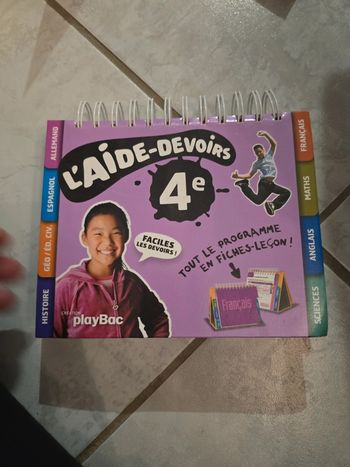 L'AIDE-DEVOIRS
4e
FACILES
LES DEVOIRS !
TOUT LE PROGRAMME
EN FICHES-LEÇON !
Français
CRÉATION
playBac
ALLEMAND
ESPAGNOL
GÉO / ÉD. CIV.
HISTOIRE
FRANÇAIS
MATHS
ANGLAIS
SCIENCES